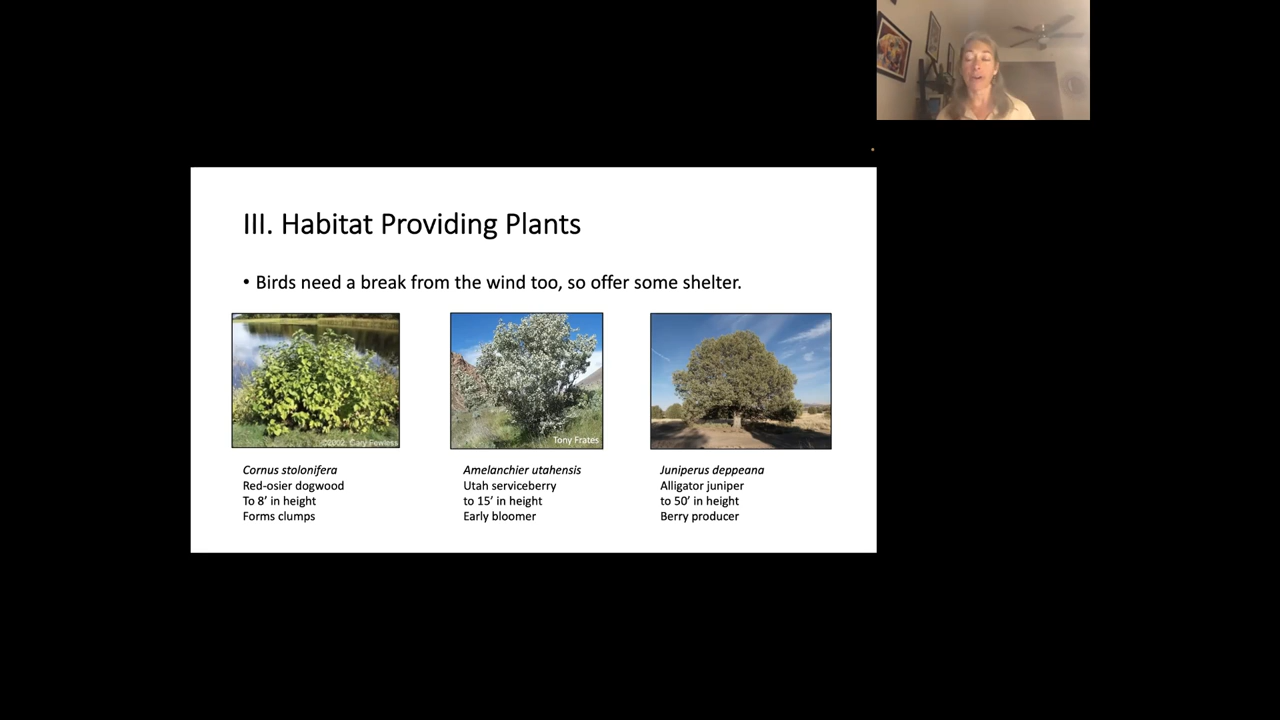 III. Habitat Providing Plants
• Birds need a break from the wind too, so offer some shelter.
©2002, Gary Fewless
Tony Frates
Cornus stolonifera
Red-osier dogwood
To 8’ in height
Forms clumps
Amelanchier utahensis
Utah serviceberry
to 15’ in height
Early bloomer
Juniperus deppeana
Alligator juniper
to 50’ in height
Berry producer